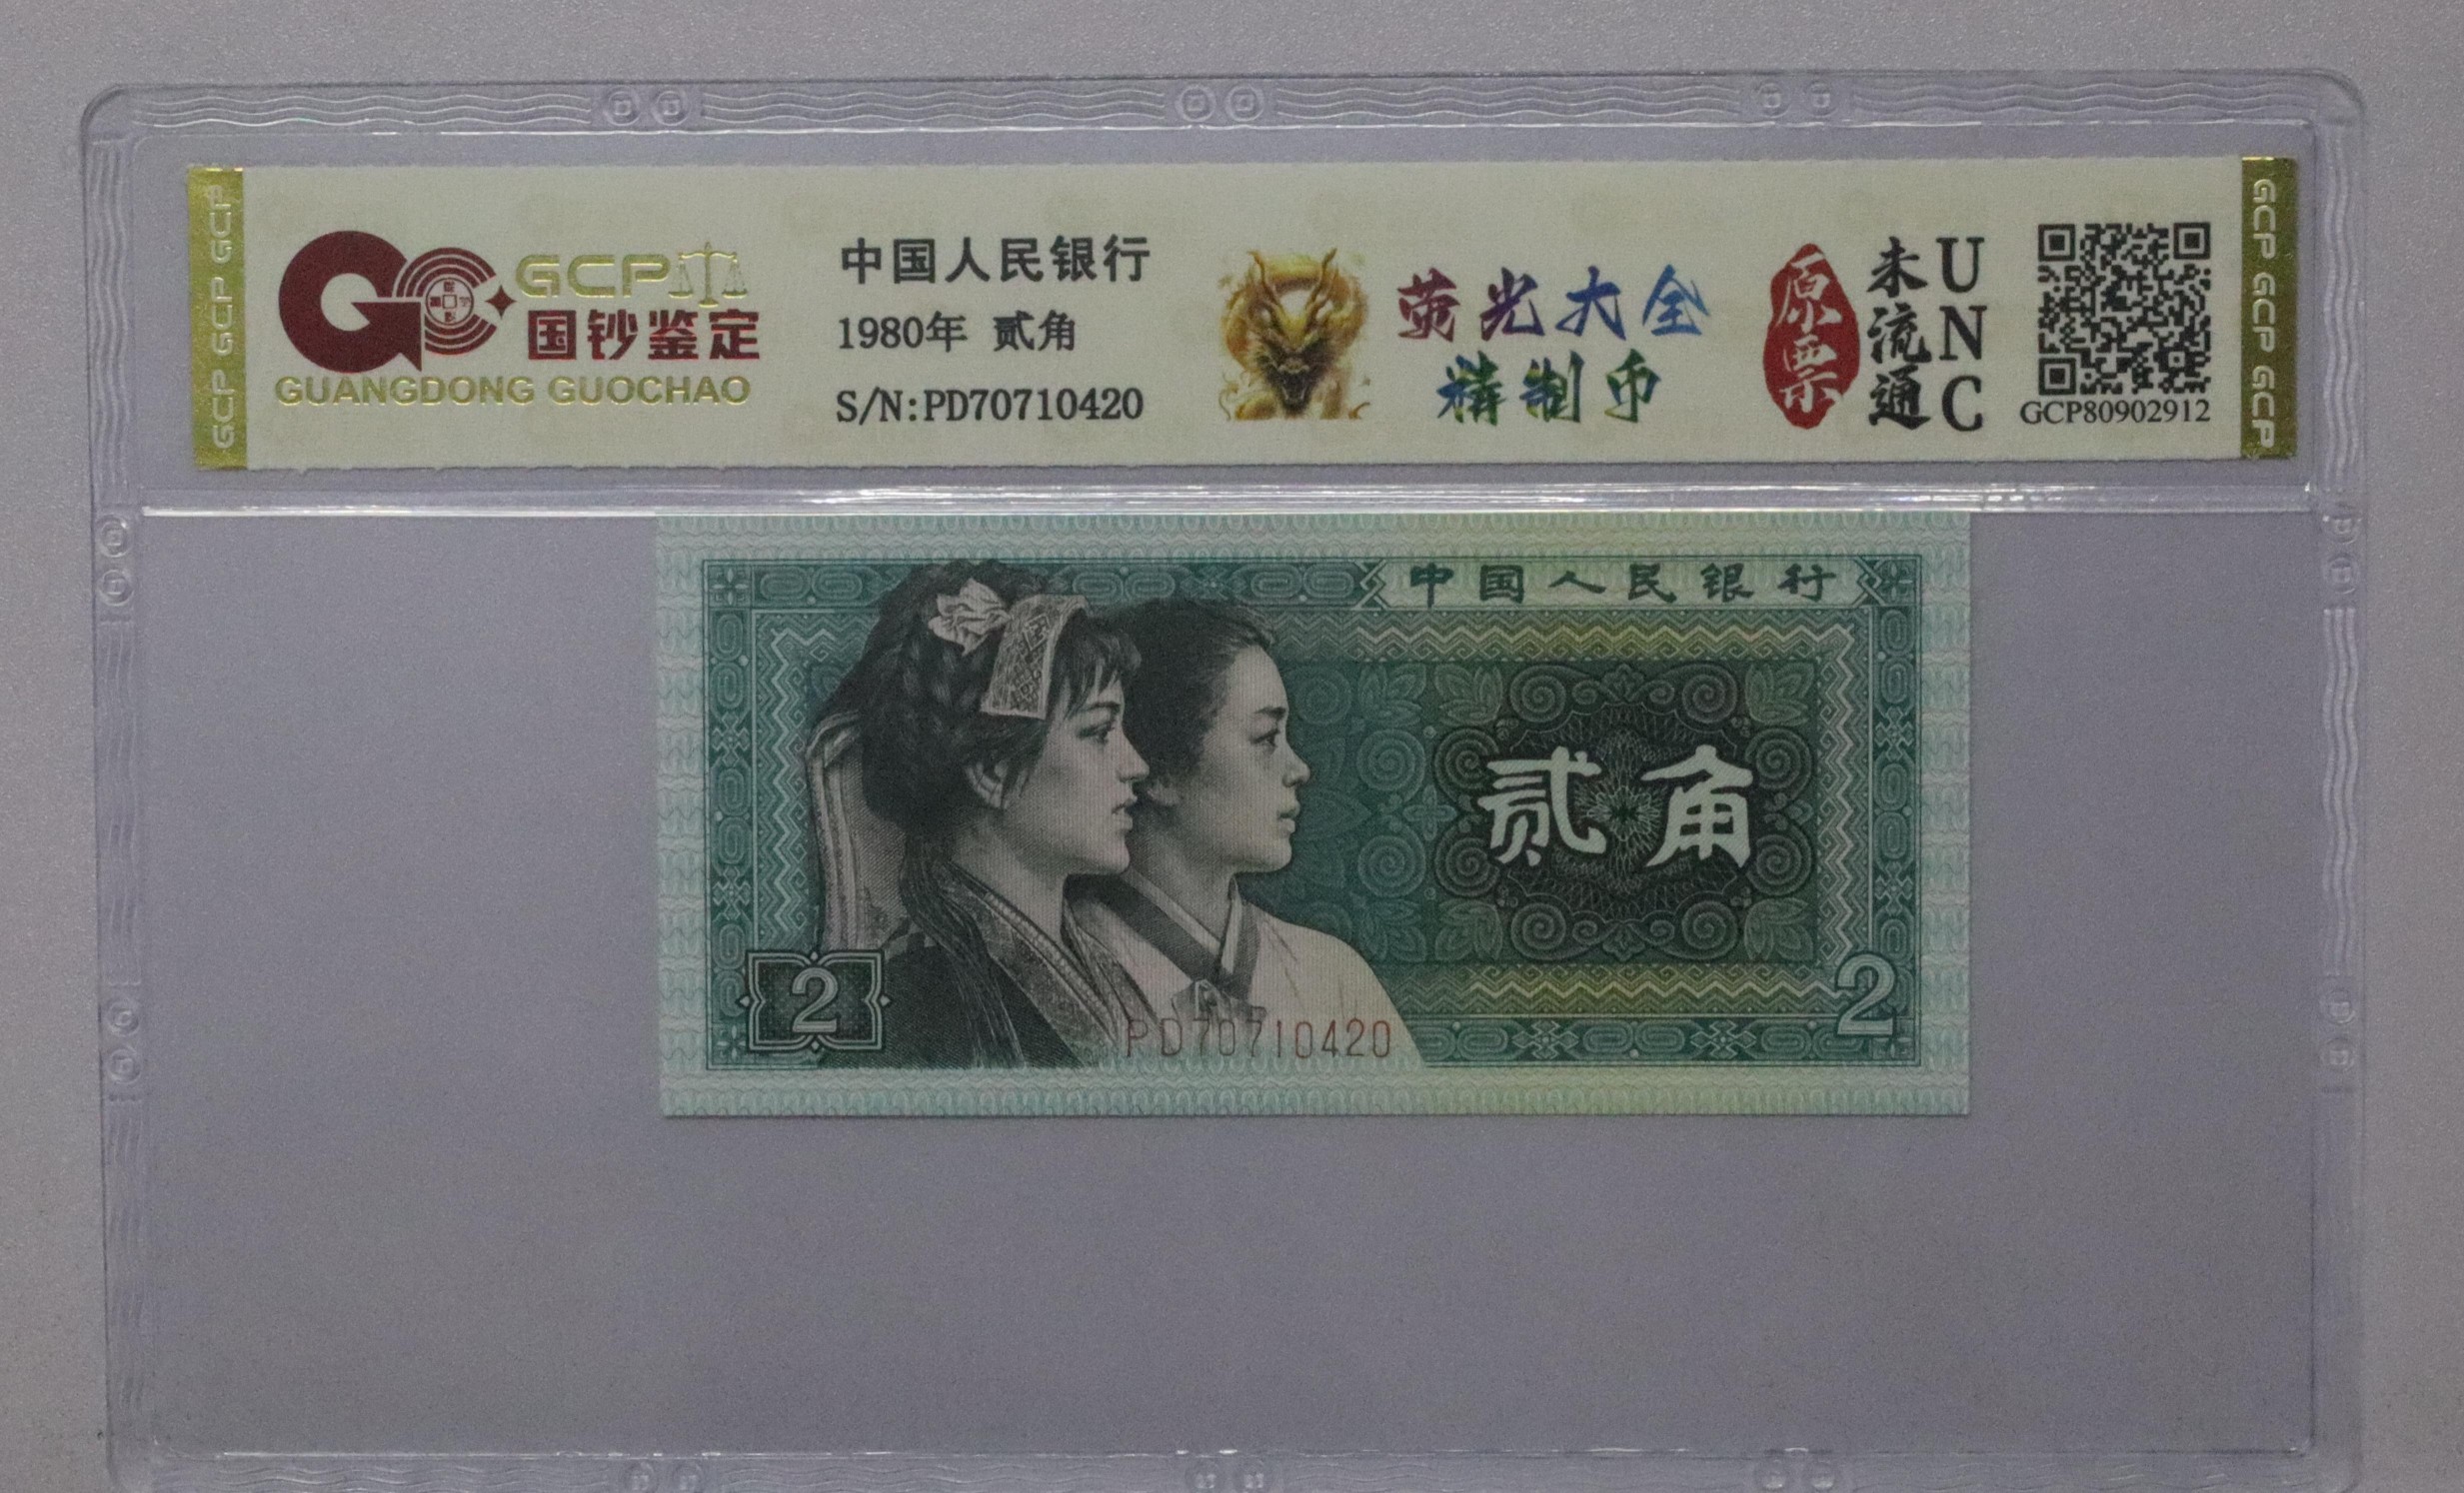 GCP GCP GCP
GCP
国钞鉴定
GUANGDONG GUOCHAO
中国人民银行
1980年 贰角
S/N:PD70710420
荧光大全
精制币
原票
未流通
UNC
GCP80902912
GCP GCP GCP GCP
中国人民银行
贰角
2
2
PD70710420